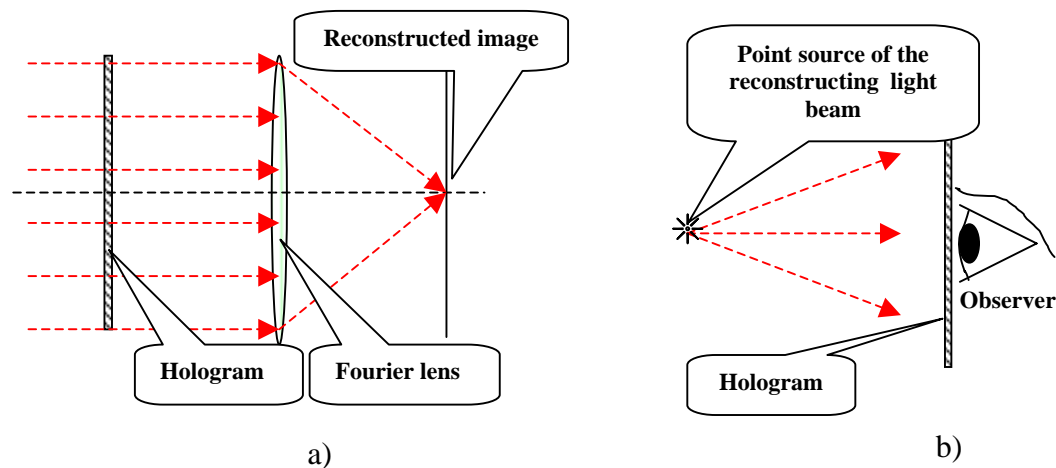 Reconstructed image
Hologram
Fourier lens
a)
Point source of the
reconstructing light
beam
Observer
Hologram
b)